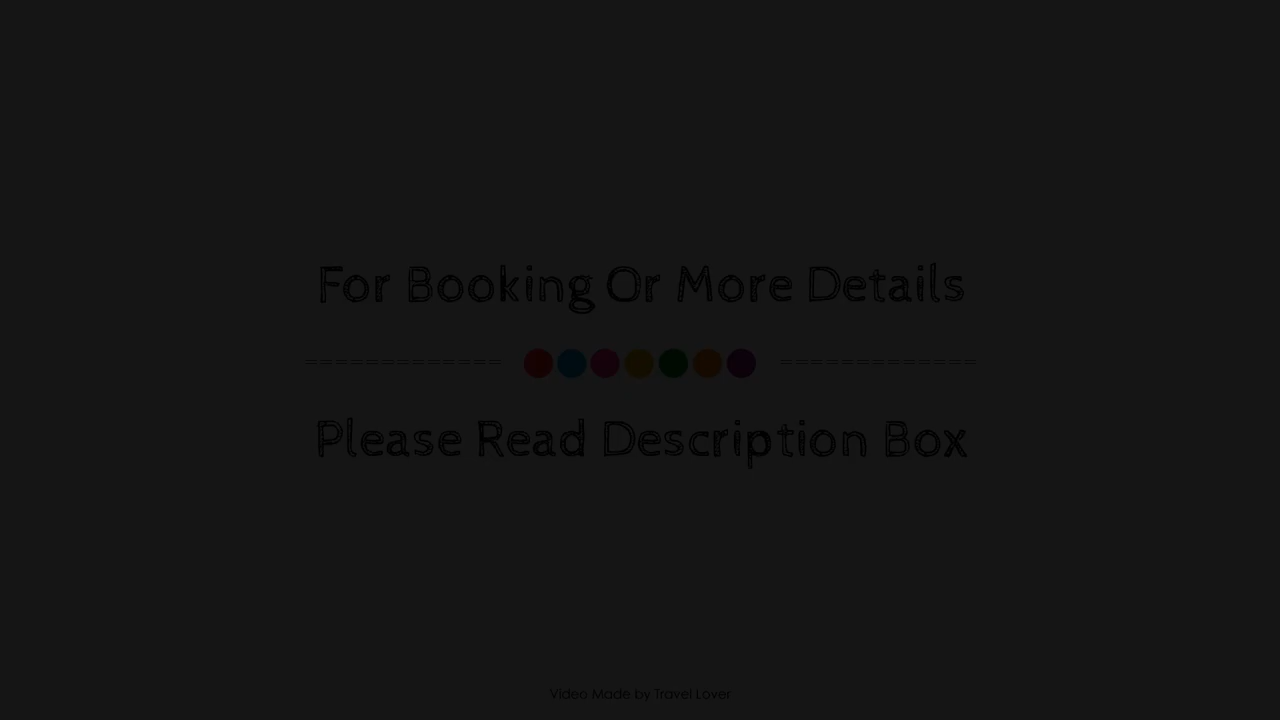 For Booking Or More Details
============= =============
Please Read Description Box
Video Made by Travel Lover